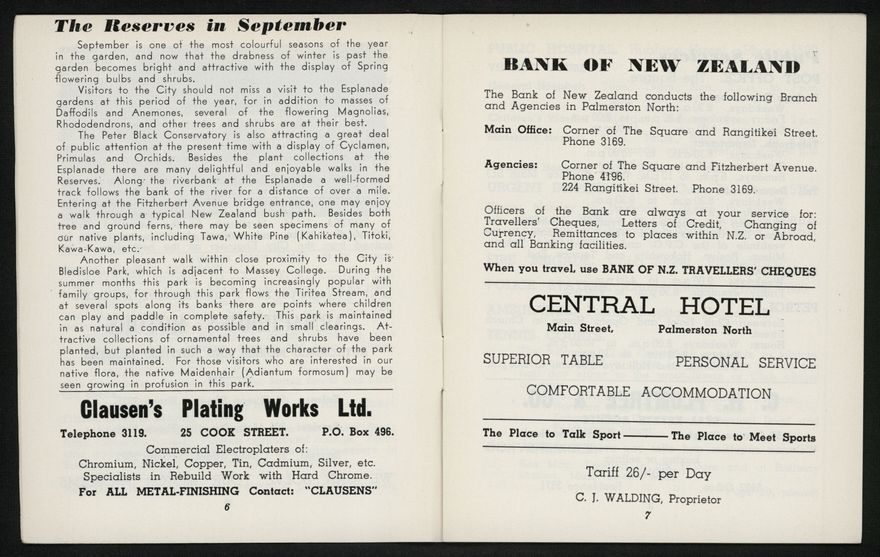 The Reserves in September
September is one of the most colourful seasons of the year
in the garden, and now that the drabness of winter is past the
garden becomes bright and attractive with the display of Spring
flowering bulbs and shrubs.
Visitors to the City should not miss a visit to the Esplanade
gardens at this period of the year, for in addition to masses of
Daffodils and Anemones, several of the flowering Magnolias,
Rhododendrons, and other trees and shrubs are at their best.
The Peter Black Conservatory is also attracting a great deal
of public attention at the present time with a display of Cyclamen,
Primulas and Orchids. Besides the plant collections at the
Esplanade there are many delightful and enjoyable walks in the
Reserves. Along the riverbank at the Esplanade a well-formed
track follows the bank of the river for a distance of over a mile.
Entering at the Fitzherbert Avenue bridge entrance, one may enjoy
a walk through a typical New Zealand bush path. Besides both
tree and ground ferns, there may be seen specimens of many of
our native plants, including Tawa, White Pine (Kahikatea), Titoki,
Kawa-Kawa, etc.
Another pleasant walk within close proximity to the City is
Bledisloe Park, which is adjacent to Massey College. During the
summer months this park is becoming increasingly popular with
family groups, for through this park flows the Tiritea Stream, and
at several spots along its banks there are points where children
can play and paddle in complete safety. This park is maintained
in as natural a condition as possible and in small clearings. At-
tractive collections of ornamental trees and shrubs have been
planted, but planted in such a way that the character of the park
has been maintained. For those visitors who are interested in our
native flora, the native Maidenhair (Adiantum formosum) may be
seen growing in profusion in this park.
Clausen's Plating Works Ltd.
Telephone 3119. 25 COOK STREET. P.O. Box 496.
Commercial Electroplaters of:
Chromium, Nickel, Copper, Tin, Cadmium, Silver, etc.
Specialists in Rebuild Work with Hard Chrome.
For ALL METAL-FINISHING Contact: "CLAUSENS"
6
BANK OF NEW ZEALAND
The Bank of New Zealand conducts the following Branch
and Agencies in Palmerston North:
Main Office: Corner of The Square and Rangitikei Street.
Phone 3169.
Agencies: Corner of The Square and Fitzherbert Avenue.
Phone 4196.
224 Rangitikei Street. Phone 3169.
Officers of the Bank are always at your service for:
Travellers' Cheques, Letters of Credit, Changing of
Currency, Remittances to places within N.Z. or Abroad,
and all Banking facilities.
When you travel, use BANK OF N.Z. TRAVELLERS' CHEQUES
CENTRAL HOTEL
Main Street, Palmerston North
SUPERIOR TABLE PERSONAL SERVICE
COMFORTABLE ACCOMMODATION
The Place to Talk Sport — The Place to Meet Sports
Tariff 26/- per Day
C. J. WALDING, Proprietor
7